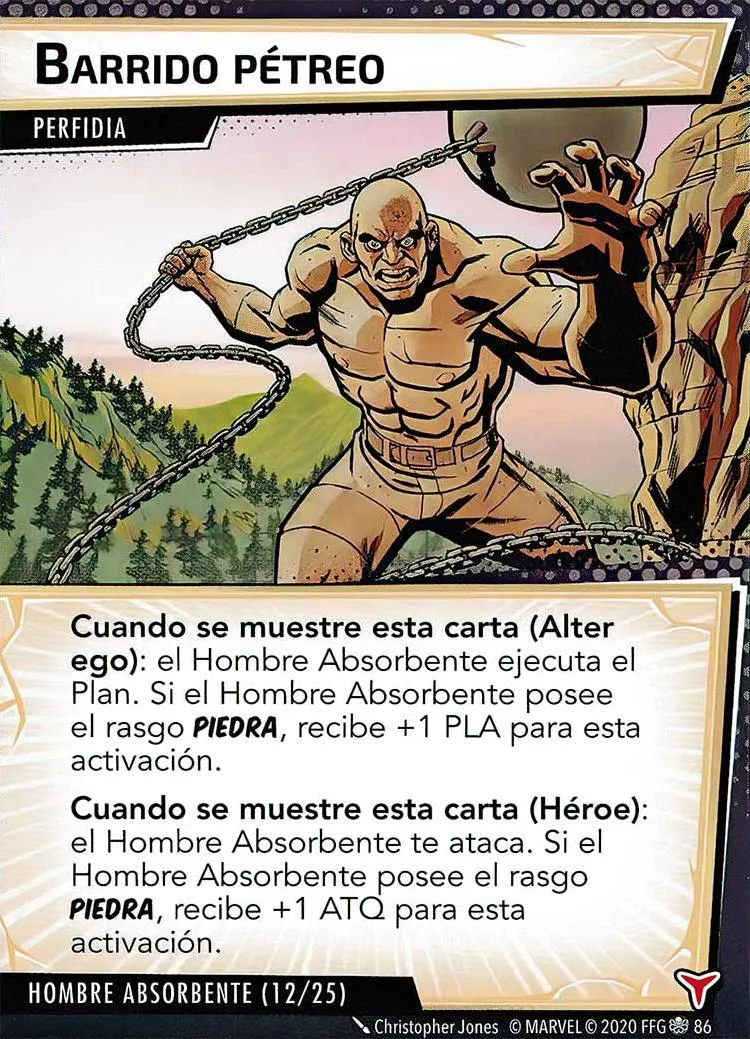 BARRIDO PÉTREO
PERFIDIA
Cuando se muestre esta carta (Alter
ego): el Hombre Absorbente ejecuta el
Plan. Si el Hombre Absorbente posee
el rasgo PIEDRA, recibe +1 PLA para esta
activación.
Cuando se muestre esta carta (Héroe):
el Hombre Absorbente te ataca. Si el
Hombre Absorbente posee el rasgo
PIEDRA, recibe +1 ATQ para esta
activación.
HOMBRE ABSORBENTE (12/25)
Christopher Jones © MARVEL © 2020 FFG 86